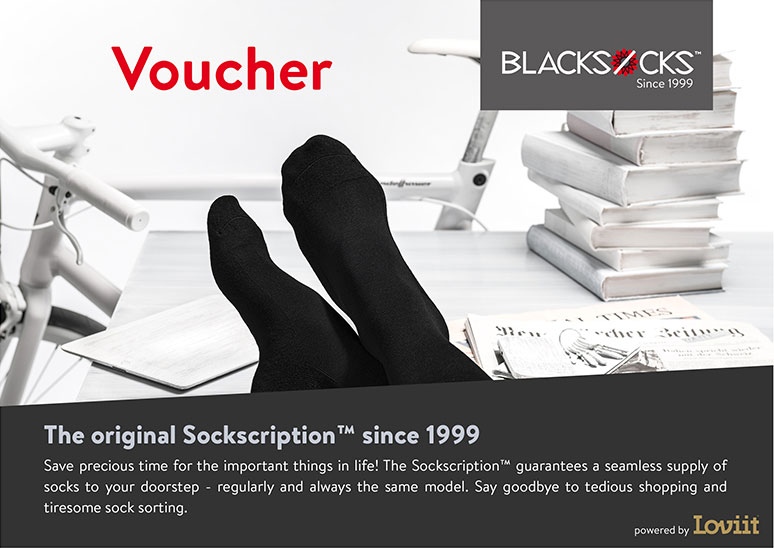 Voucher
BLACKSOCKS™
Since 1999
TIMES
The original Sockscription™ since 1999
Save precious time for the important things in life! The Sockscription™ guarantees a seamless supply of
socks to your doorstep - regularly and always the same model. Say goodbye to tedious shopping and
tiresome sock sorting.
powered by Loviit